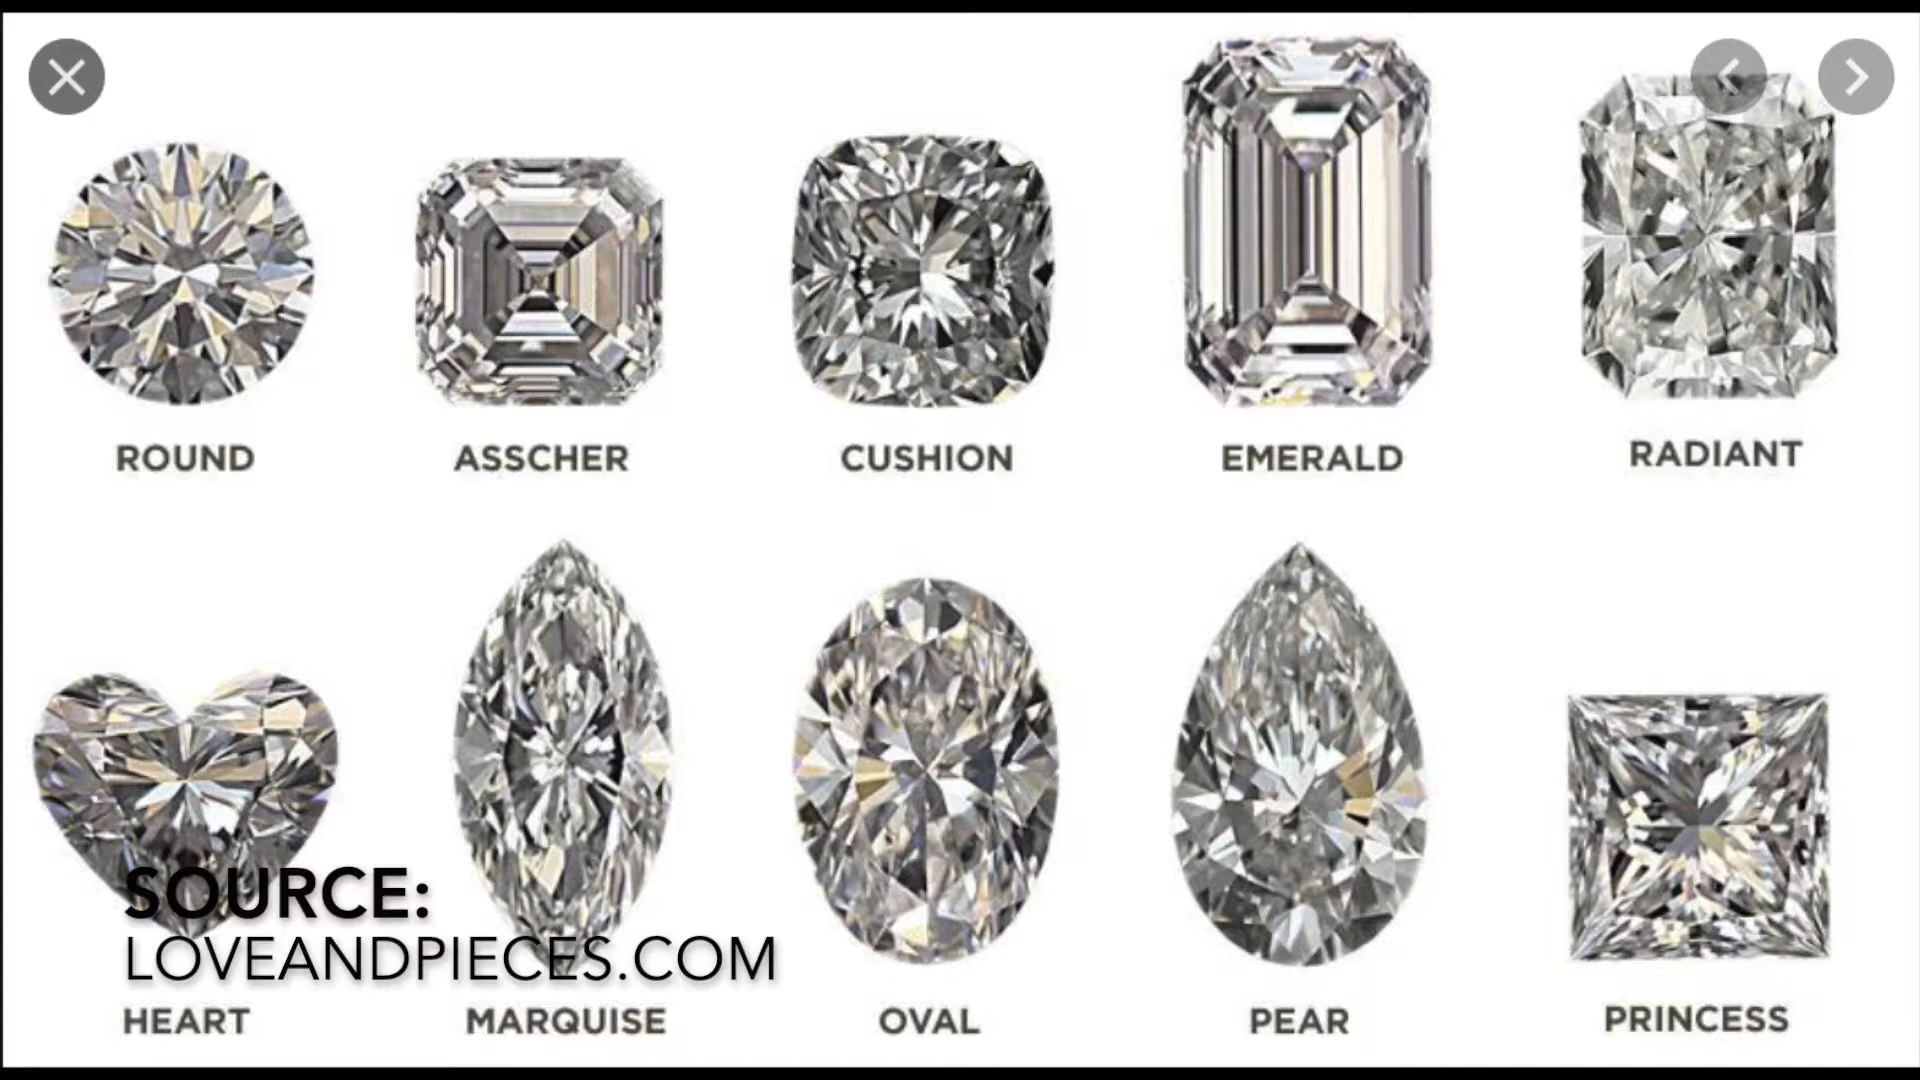 ROUND
ASSCHER
CUSHION
EMERALD
RADIANT
SOURCE:
LOVEANDPIECES.COM
HEART
MARQUISE
OVAL
PEAR
PRINCESS